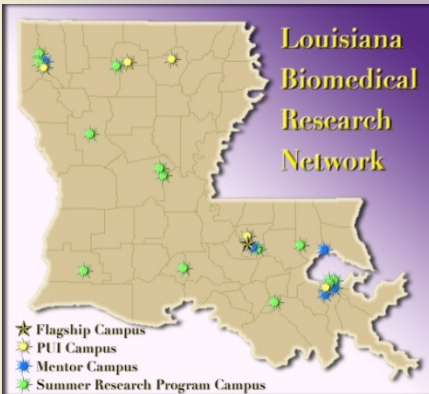 Louisiana
Biomedical
Research
Network
Flagship Campus
PUI Campus
Mentor Campus
Summer Research Program Campus